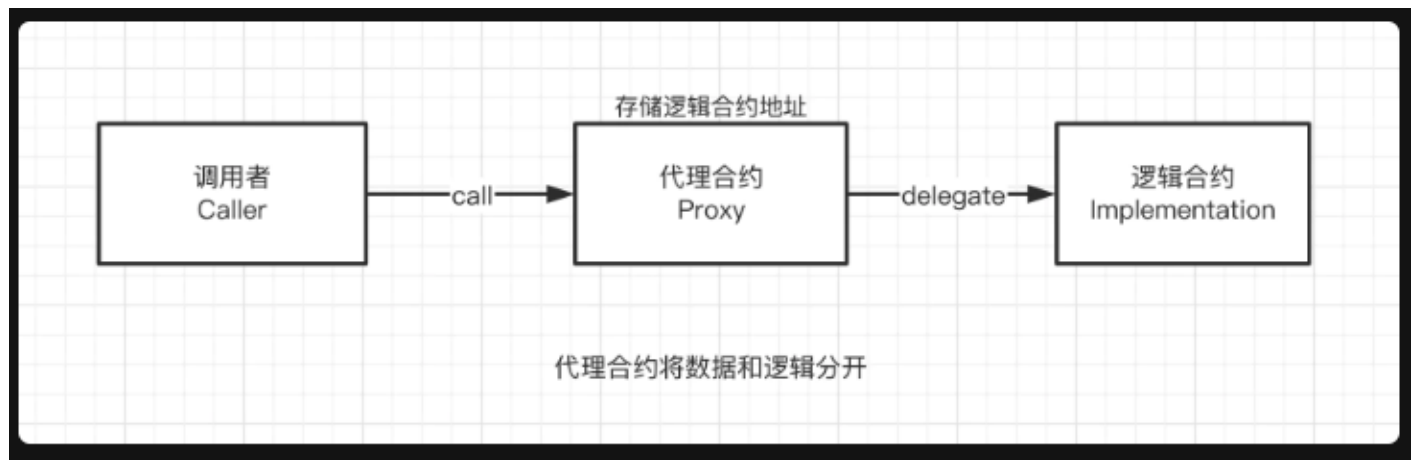 存储逻辑合约地址
调用者
Caller
call
代理合约
Proxy
delegate
逻辑合约
Implementation
代理合约将数据和逻辑分开